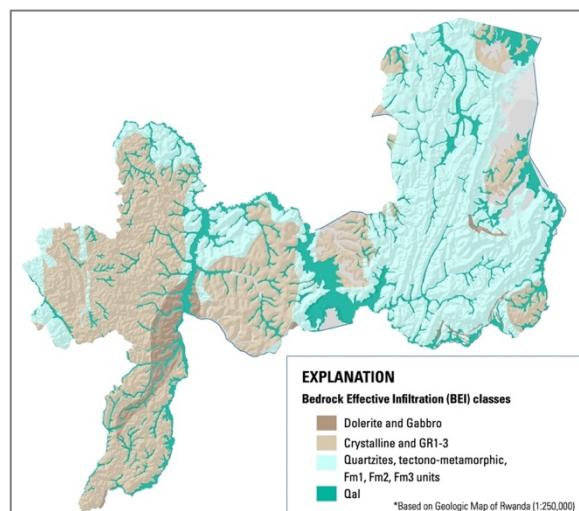 EXPLANATION
Bedrock Effective Infiltration (BEI) classes
Dolerite and Gabbro
Crystalline and GR1-3
Quartzites, tectono-metamorphic,
Fm1, Fm2, Fm3 units
Qal
*Based on Geologic Map of Rwanda (1:250,000)